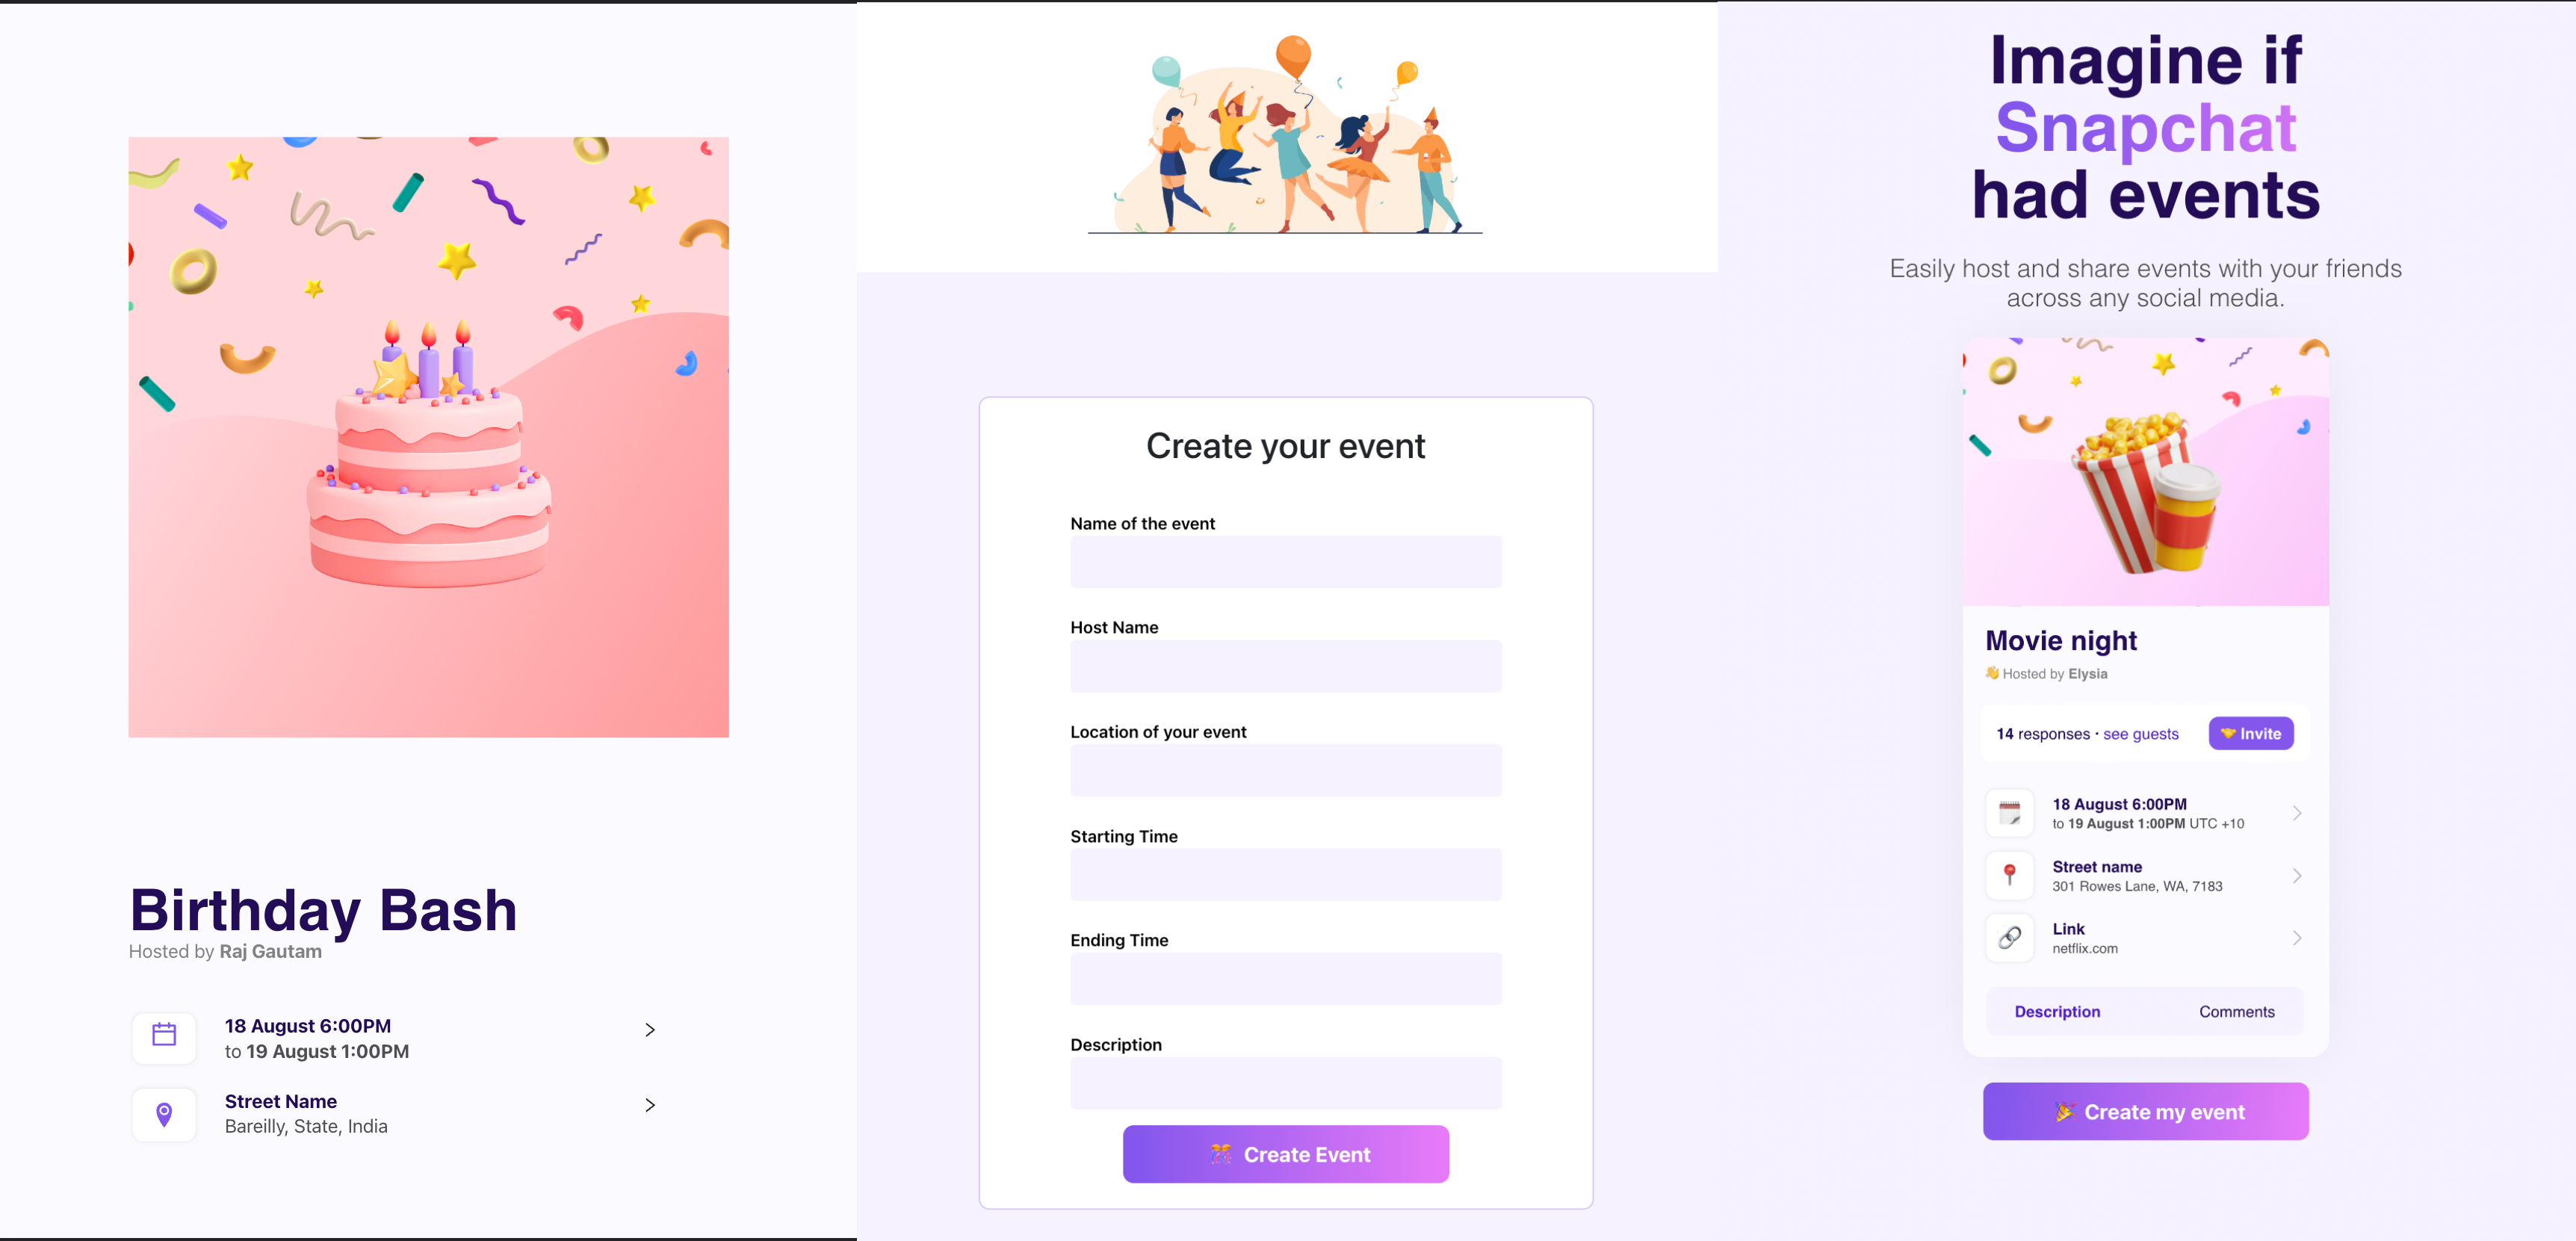 Birthday Bash
Hosted by Raj Gautam
18 August 6:00PM
to 19 August 1:00PM
Street Name
Bareilly, State, India
Create your event
Name of the event
Host Name
Location of your event
Starting Time
Ending Time
Description
🎊 Create Event
Imagine if
Snapchat
had events
Easily host and share events with your friends
across any social media.
Movie night
👋 Hosted by Elysia
14 responses · see guests
🤝 Invite
18 August 6:00PM
to 19 August 1:00PM UTC +10
Street name
301 Rowes Lane, WA, 7183
Link
netflix.com
Description
Comments
🎉 Create my event